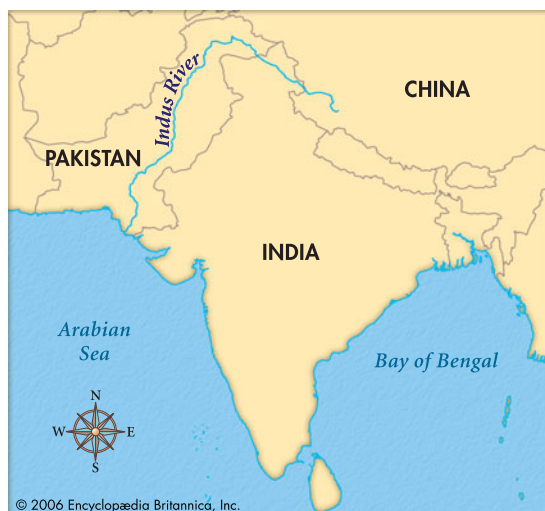 CHINA
Indus River
PAKISTAN
INDIA
Arabian
Sea
Bay of Bengal
N
W
E
S
© 2006 Encyclopædia Britannica, Inc.